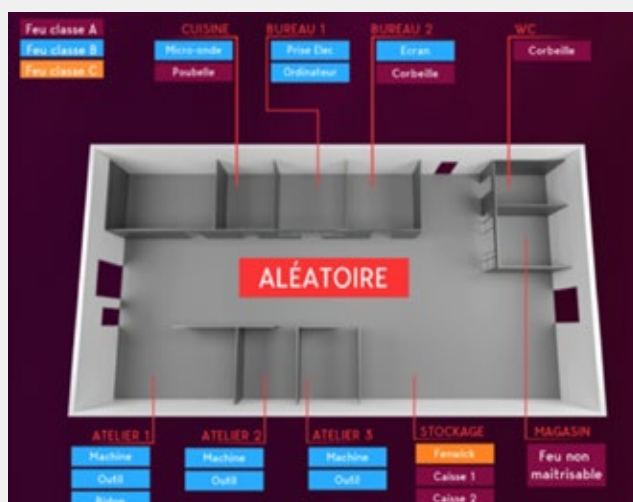 Feu classe A
Feu classe B
Feu classe C
CUISINE
Micro-onde
Poubelle
BUREAU 1
Prise Elec
Ordinateur
BUREAU 2
Ecran
Corbeille
WC
Corbeille
ALÉATOIRE
ATELIER 1
Machine
Outil
Bidon
ATELIER 2
Machine
Outil
ATELIER 3
Machine
Outil
STOCKAGE
Fenwick
Caisse 1
Caisse 2
MAGASIN
Feu non
maitrisable